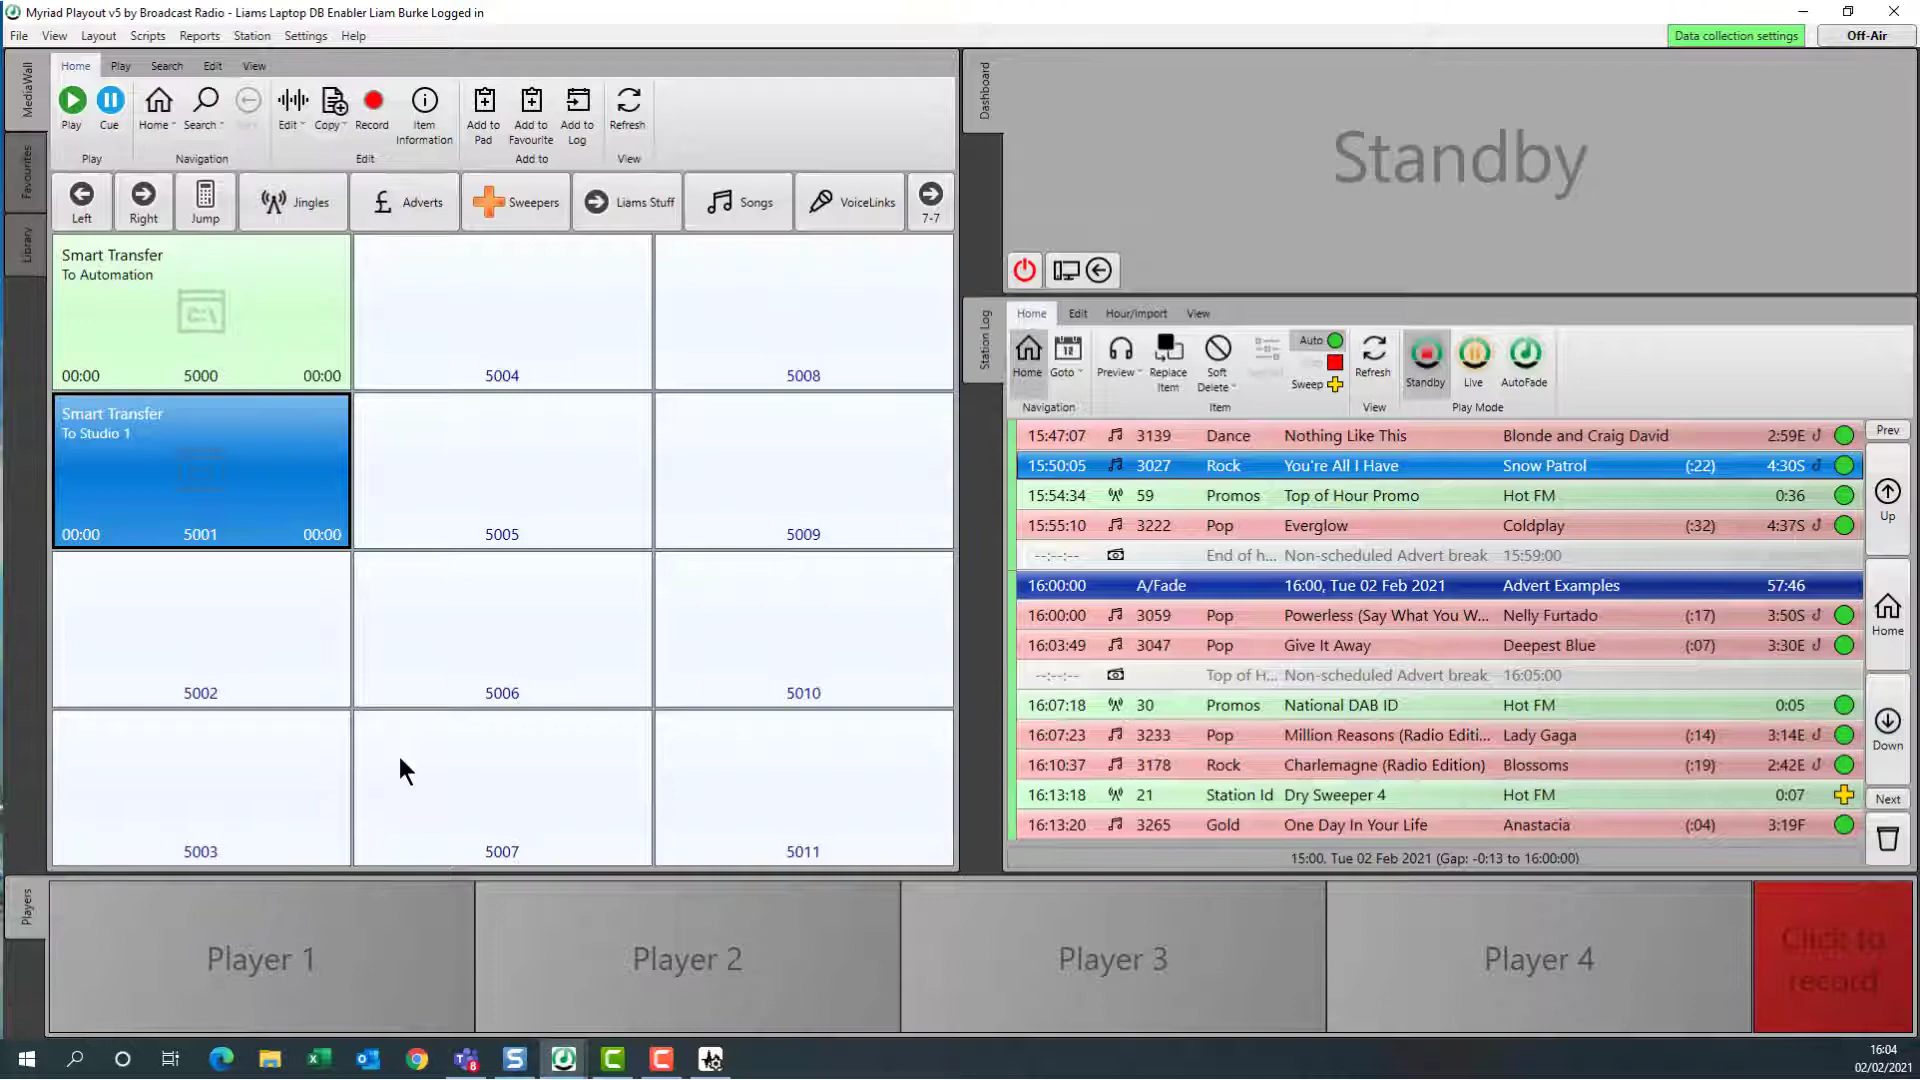 Myriad Playout v5 by Broadcast Radio - Liams Laptop DB Enabler Liam Burke Logged in
File View Layout Scripts Reports Station Settings Help
Data collection settings
Off-Air
MediaWall
Favourites
Library
Home Play Search Edit View
Play
Cue
Home
Search
Edit
Copy
Record
Item Information
Add to Pad
Add to Favourite
Add to Log
Refresh
Play
Navigation
Edit
Add to
View
Left
Right
Jump
Jingles
Adverts
Sweepers
Liams Stuff
Songs
VoiceLinks
7-7
Smart Transfer
To Automation
C:\
00:00 5000 00:00
5004
5008
Smart Transfer
To Studio 1
00:00 5001 00:00
5005
5009
5002
5006
5010
5003
5007
5011
Dashboard
Standby
Station Log
Home Edit Hour/Import View
Home
12
Goto
Preview
Replace Item
Soft Delete
Auto
Sweep
Refresh
Standby
Live
AutoFade
Navigation
Item
View
Play Mode
15:47:07 3139 Dance Nothing Like This Blonde and Craig David 2:59E
15:50:05 3027 Rock You're All I Have Snow Patrol (:22) 4:30S
15:54:34 59 Promos Top of Hour Promo Hot FM 0:36
15:55:10 3222 Pop Everglow Coldplay (:32) 4:37S
--:--:-- End of h... Non-scheduled Advert break 15:59:00
16:00:00 A/Fade 16:00, Tue 02 Feb 2021 Advert Examples 57:46
16:00:00 3059 Pop Powerless (Say What You W... Nelly Furtado (:17) 3:50S
16:03:49 3047 Pop Give It Away Deepest Blue (:07) 3:30E
--:--:-- Top of H... Non-scheduled Advert break 16:05:00
16:07:18 30 Promos National DAB ID Hot FM 0:05
16:07:23 3233 Pop Million Reasons (Radio Editi... Lady Gaga (:14) 3:14E
16:10:37 3178 Rock Charlemagne (Radio Edition) Blossoms (:19) 2:42E
16:13:18 21 Station Id Dry Sweeper 4 Hot FM 0:07
16:13:20 3265 Gold One Day In Your Life Anastacia (:04) 3:19F
15:00, Tue 02 Feb 2021 (Gap: -0:13 to 16:00:00)
Prev
Up
Home
Down
Next
Players
Player 1
Player 2
Player 3
Player 4
Click to record
8
16:04
02/02/2021